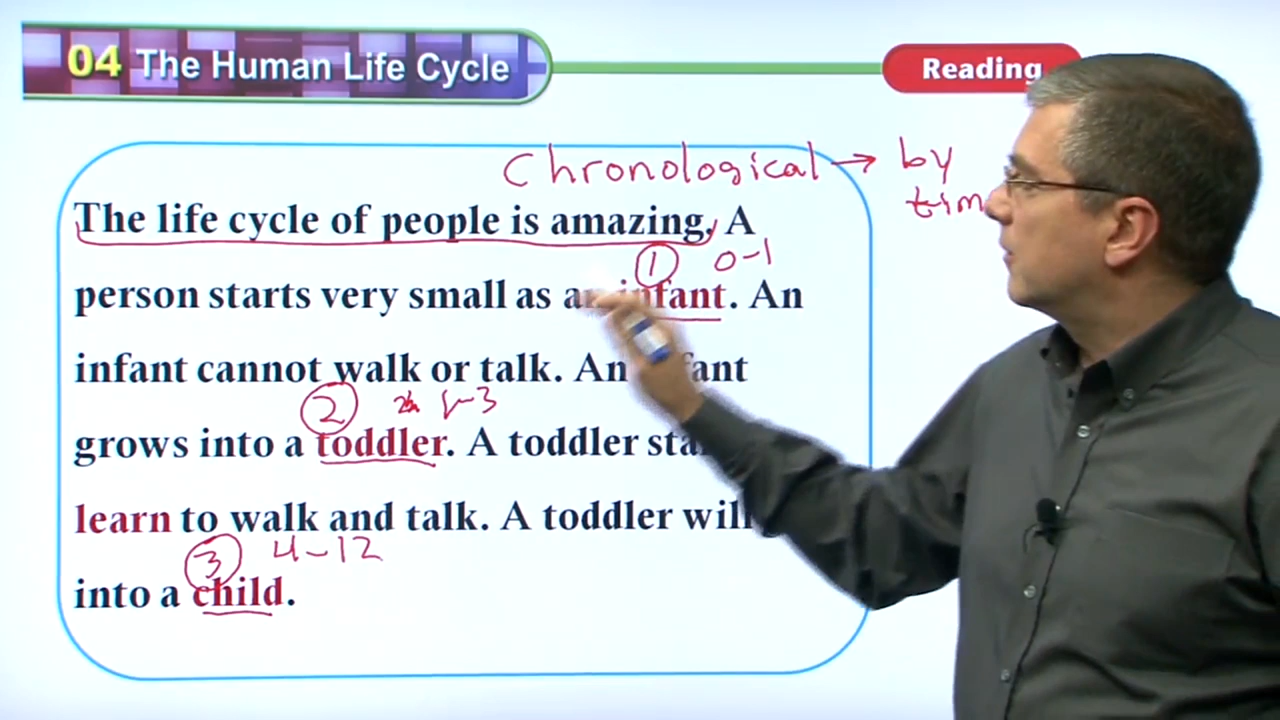 04 The Human Life Cycle
Reading
Chronological → by
tim
The life cycle of people is amazing. A
① 0-1
person starts very small as an infant. An
infant cannot walk or talk. An
② 1-3
grows into a toddler. A toddler
learn to walk and talk. A toddler will
③ 4-12
into a child.